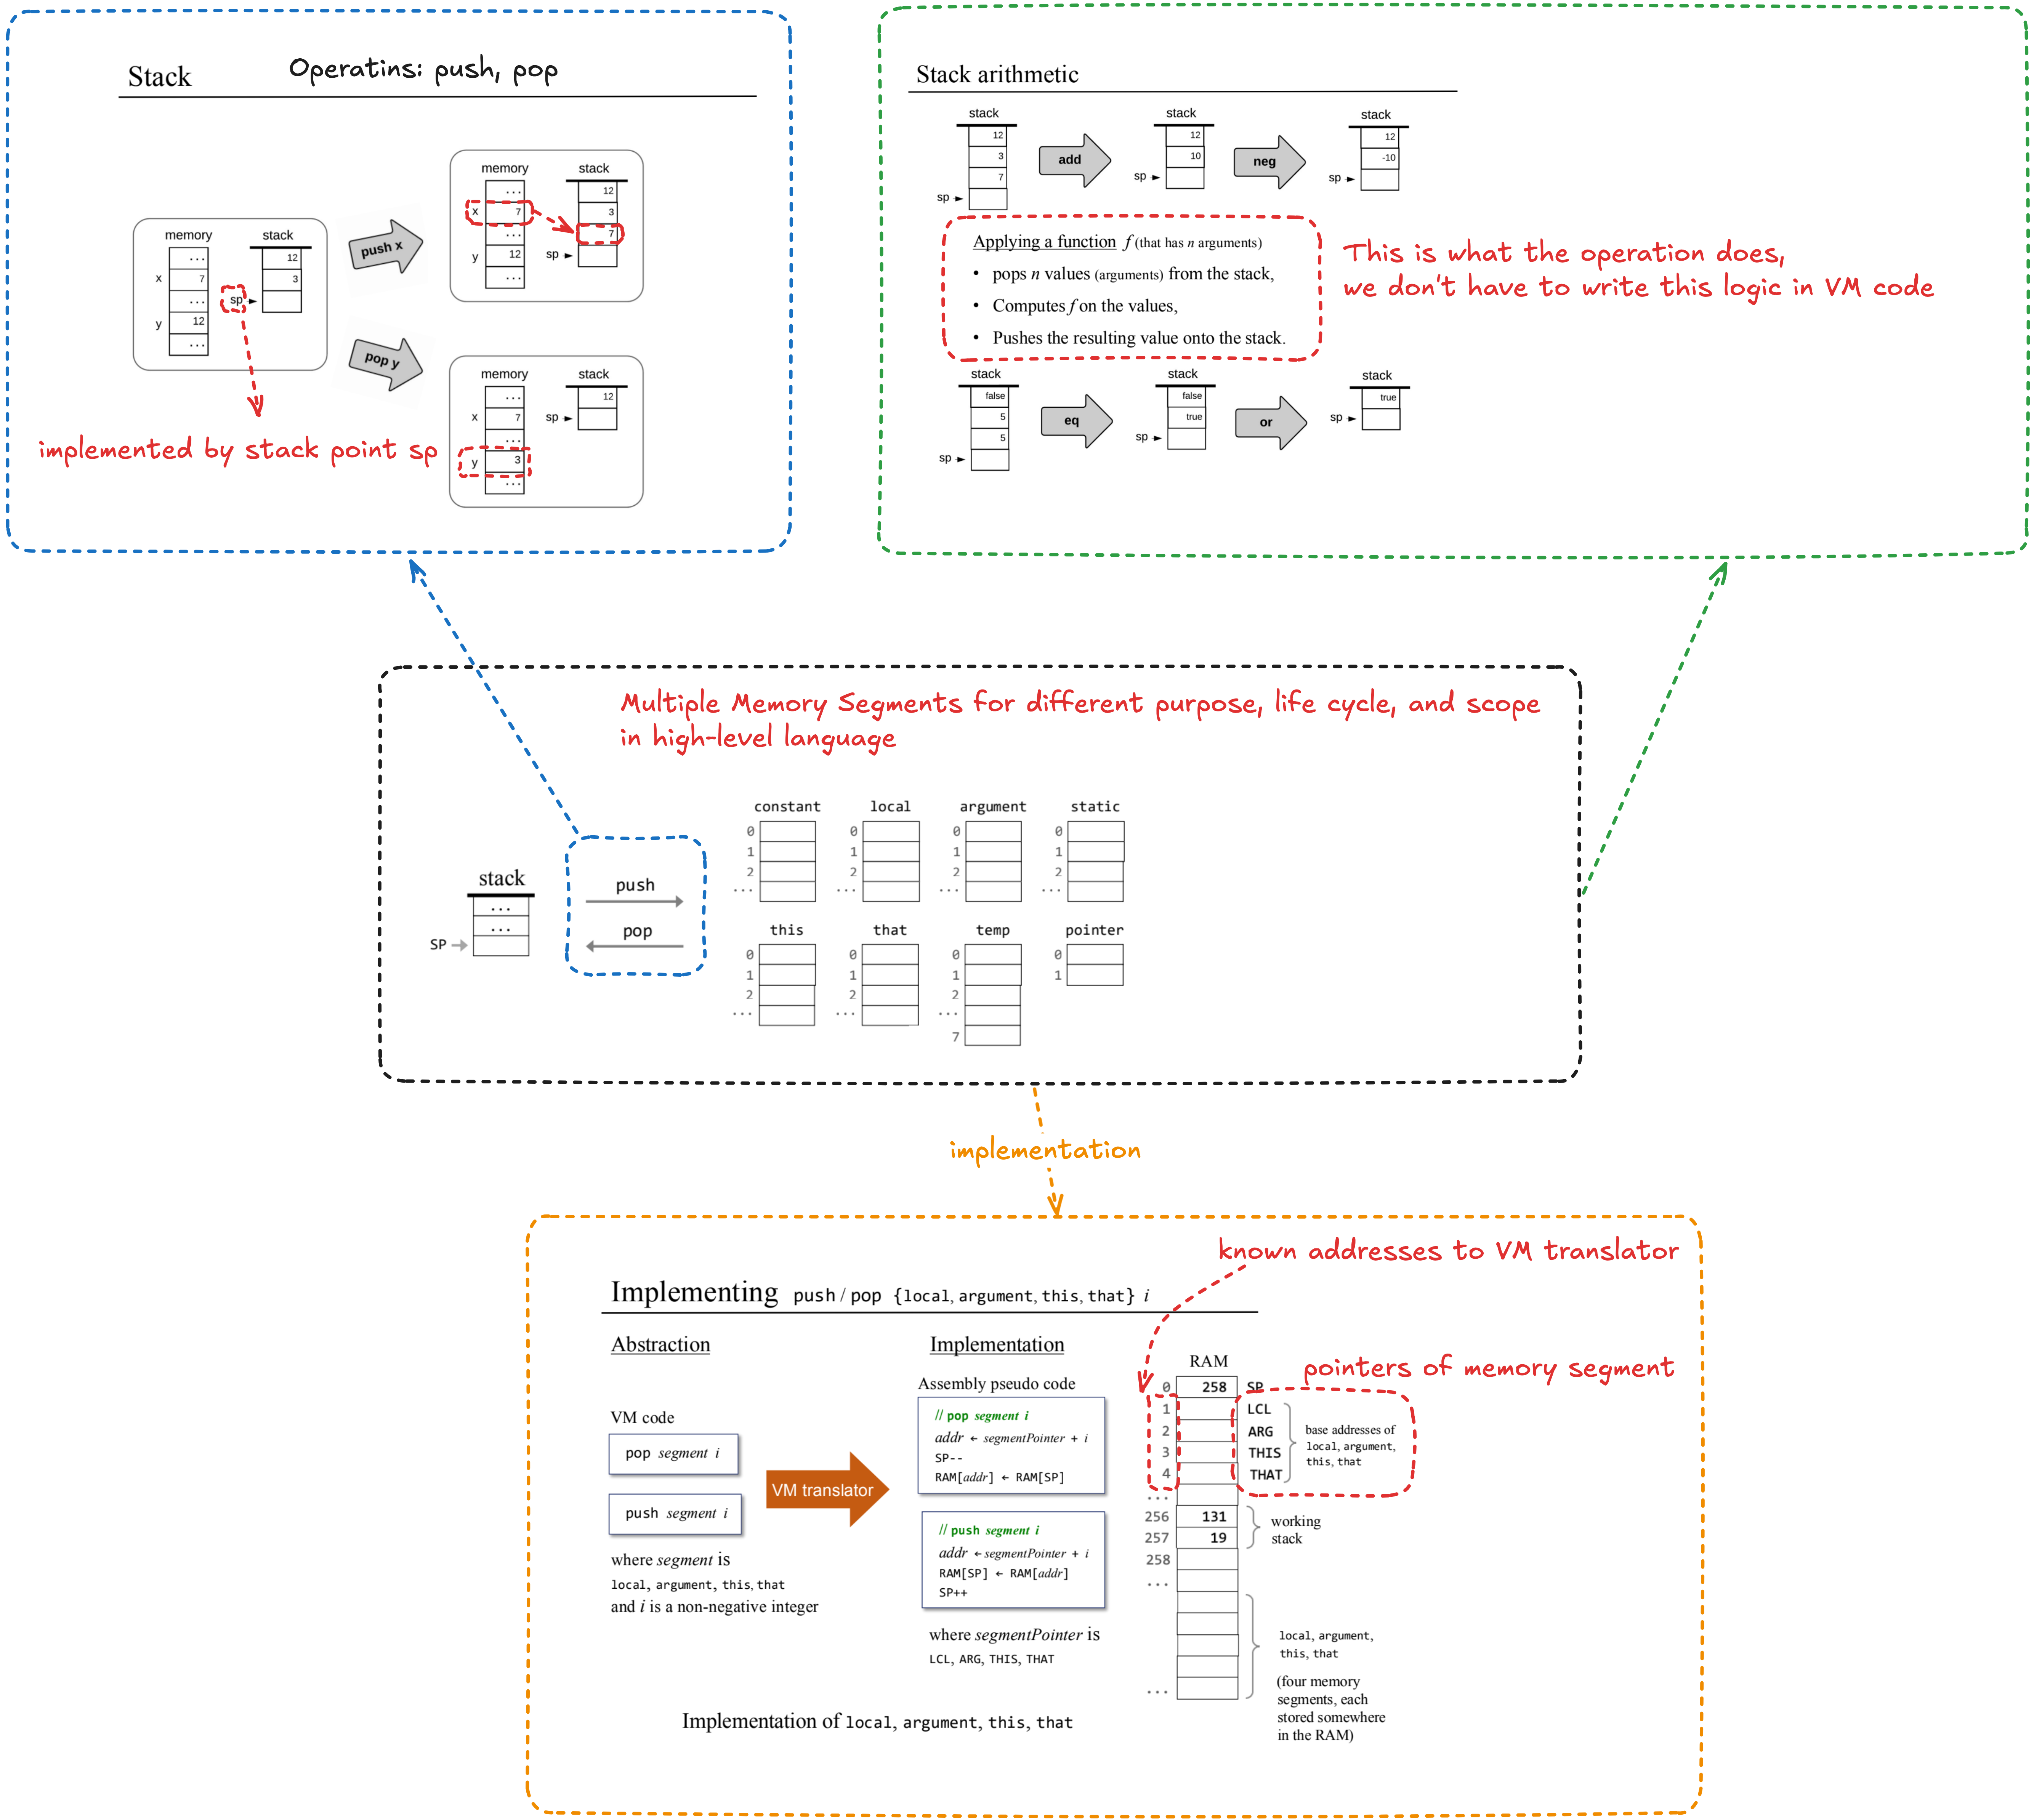 Stack
Operatins: push, pop
memory
stack
...
12
x
7
3
...
sp
y
12
...
push x
pop y
memory
stack
...
12
x
7
3
...
7
y
12
sp
...
memory
stack
...
12
x
7
sp
...
y
3
...
implemented by stack point sp
Stack arithmetic
stack
12
3
7
sp
add
stack
12
10
sp
neg
stack
12
-10
sp
Applying a function f (that has n arguments)
• pops n values (arguments) from the stack,
• Computes f on the values,
• Pushes the resulting value onto the stack.
This is what the operation does,
we don't have to write this logic in VM code
stack
false
5
5
sp
eq
stack
false
true
sp
or
stack
true
sp
Multiple Memory Segments for different purpose, life cycle, and scope
in high-level language
stack
...
...
SP
push
pop
constant
0
1
2
...
local
0
1
2
...
argument
0
1
2
...
static
0
1
2
...
this
0
1
2
...
that
0
1
2
...
temp
0
1
2
...
7
pointer
0
1
implementation
known addresses to VM translator
Implementing push / pop {local, argument, this, that} i
Abstraction
VM code
pop segment i
push segment i
where segment is
local, argument, this, that
and i is a non-negative integer
VM translator
Implementation
Assembly pseudo code
// pop segment i
addr ← segmentPointer + i
SP--
RAM[addr] ← RAM[SP]
// push segment i
addr ← segmentPointer + i
RAM[SP] ← RAM[addr]
SP++
where segmentPointer is
LCL, ARG, THIS, THAT
pointers of memory segment
RAM
0 258 SP
1 LCL
2 ARG
3 THIS
4 THAT
base addresses of
local, argument,
this, that
...
256 131
257 19
working
stack
258
...
local, argument,
this, that
(four memory
segments, each
stored somewhere
in the RAM)
...
Implementation of local, argument, this, that